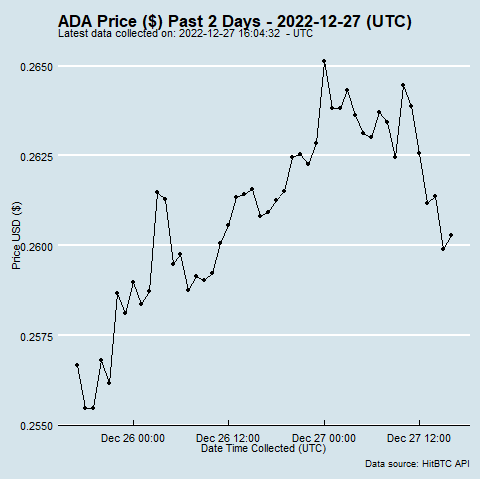 ADA Price ($) Past 2 Days - 2022-12-27 (UTC)
Latest data collected on: 2022-12-27 16:04:32 - UTC
0.2650
0.2625
0.2600
0.2575
0.2550
Price USD ($)
Dec 26 00:00 Dec 26 12:00 Dec 27 00:00 Dec 27 12:00
Date Time Collected (UTC)
Data source: HitBTC API